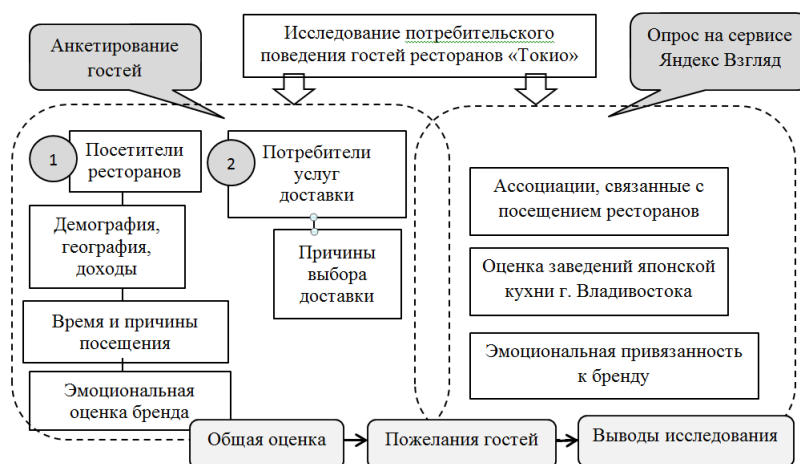 Исследование потребительского
поведения гостей ресторанов «Токио»
Анкетирование
гостей
Опрос на сервисе
Яндекс Взгляд
1
Посетители
ресторанов
2
Потребители
услуг
доставки
Демография,
география,
доходы
Причины
выбора
доставки
Время и причины
посещения
Эмоциональная
оценка бренда
Ассоциации, связанные с
посещением ресторанов
Оценка заведений японской
кухни г. Владивостока
Эмоциональная привязанность
к бренду
Общая оценка
Пожелания гостей
Выводы исследования